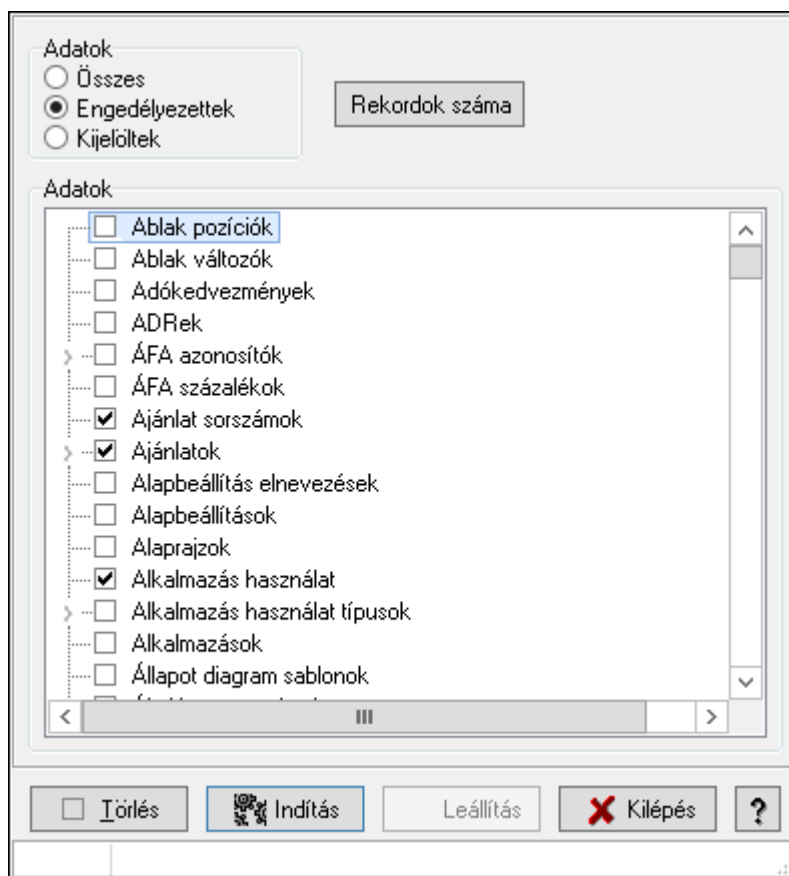 Adatok
Összes
Engedélyezettek
Kijelöltek
Rekordok száma
Adatok
Ablak pozíciók
Ablak változók
Adókedvezmények
ADRek
ÁFA azonosítók
ÁFA százalékok
Ajánlat sorszámok
Ajánlatok
Alapbeállítás elnevezések
Alapbeállítások
Alaprajzok
Alkalmazás használat
Alkalmazás használat típusok
Alkalmazások
Állapot diagram sablonok
Törlés
Indítás
Leállítás
Kilépés
?